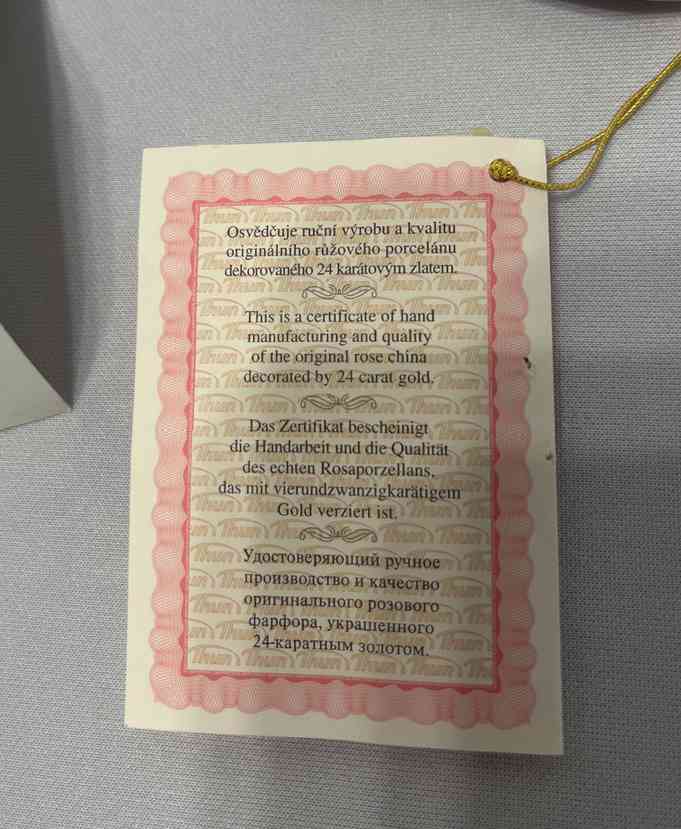 Osvědčuje ruční výrobu a kvalitu
originálního růžového porcelánu
dekorovaného 24 karátovým zlatem.
This is a certificate of hand
manufacturing and quality
of the original rose china
decorated by 24 carat gold.
Das Zertifikat bescheinigt
die Handarbeit und die Qualität
des echten Rosaporzellans,
das mit vierundzwanzigkarätigem
Gold verziert ist.
Удостоверяющий ручное
производство и качество
оригинального розового
фарфора, украшенного
24-каратным золотом.